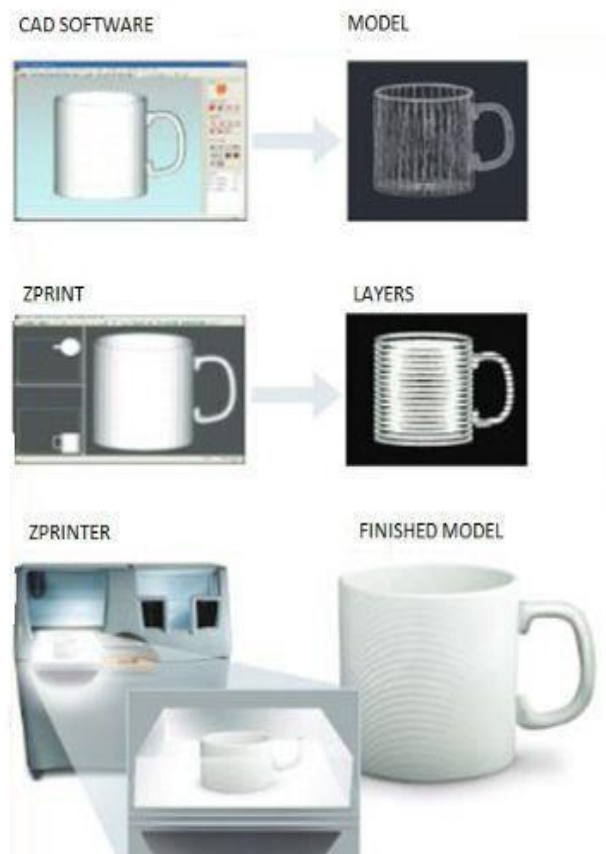 CAD SOFTWARE
MODEL
ZPRINT
LAYERS
ZPRINTER
FINISHED MODEL